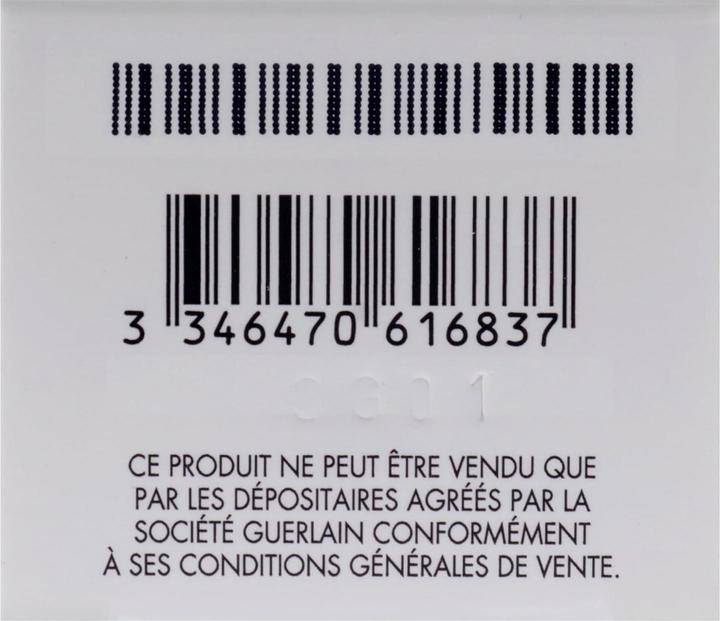 3 346470 616837
CE PRODUIT NE PEUT ÊTRE VENDU QUE
PAR LES DÉPOSITAIRES AGRÉÉS PAR LA
SOCIÉTÉ GUERLAIN CONFORMÉMENT
À SES CONDITIONS GÉNÉRALES DE VENTE.